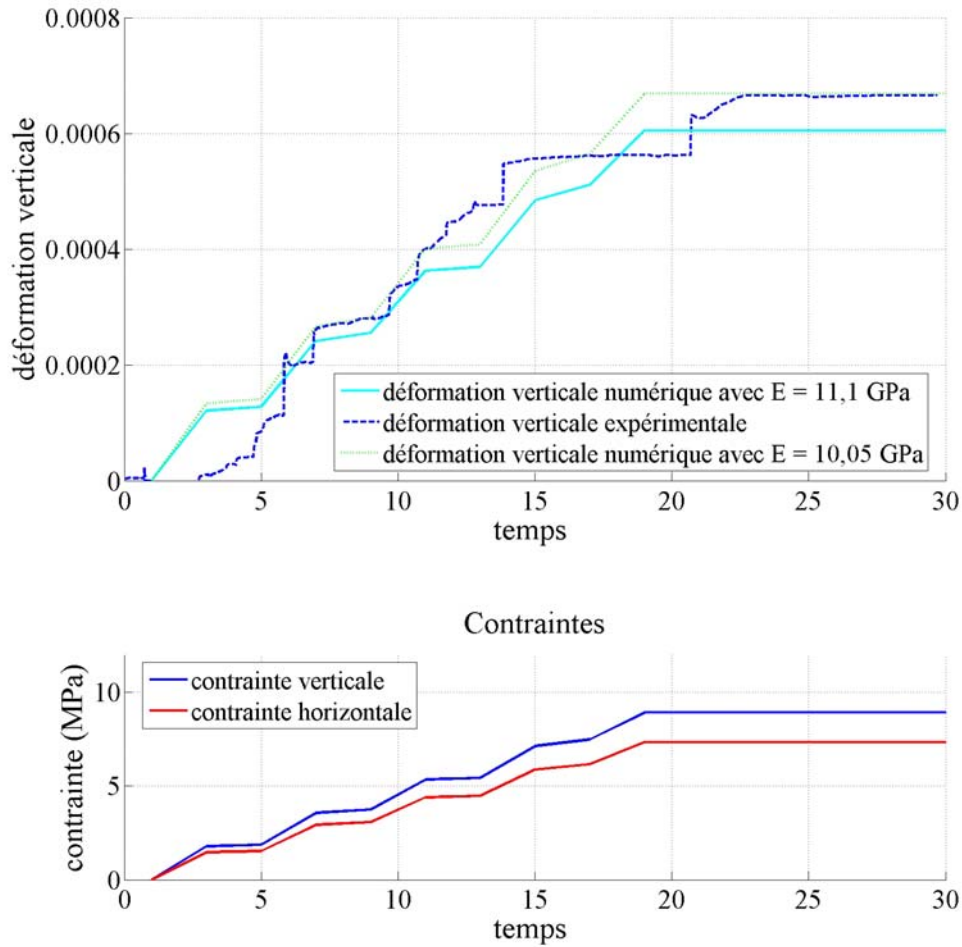 0.0008
0.0006
0.0004
0.0002
0
déformation verticale
déformation verticale numérique avec E = 11,1 GPa
déformation verticale expérimentale
déformation verticale numérique avec E = 10,05 GPa
0 5 10 15 20 25 30
temps
Contraintes
contrainte verticale
contrainte horizontale
10
5
0
contrainte (MPa)
0 5 10 15 20 25 30
temps